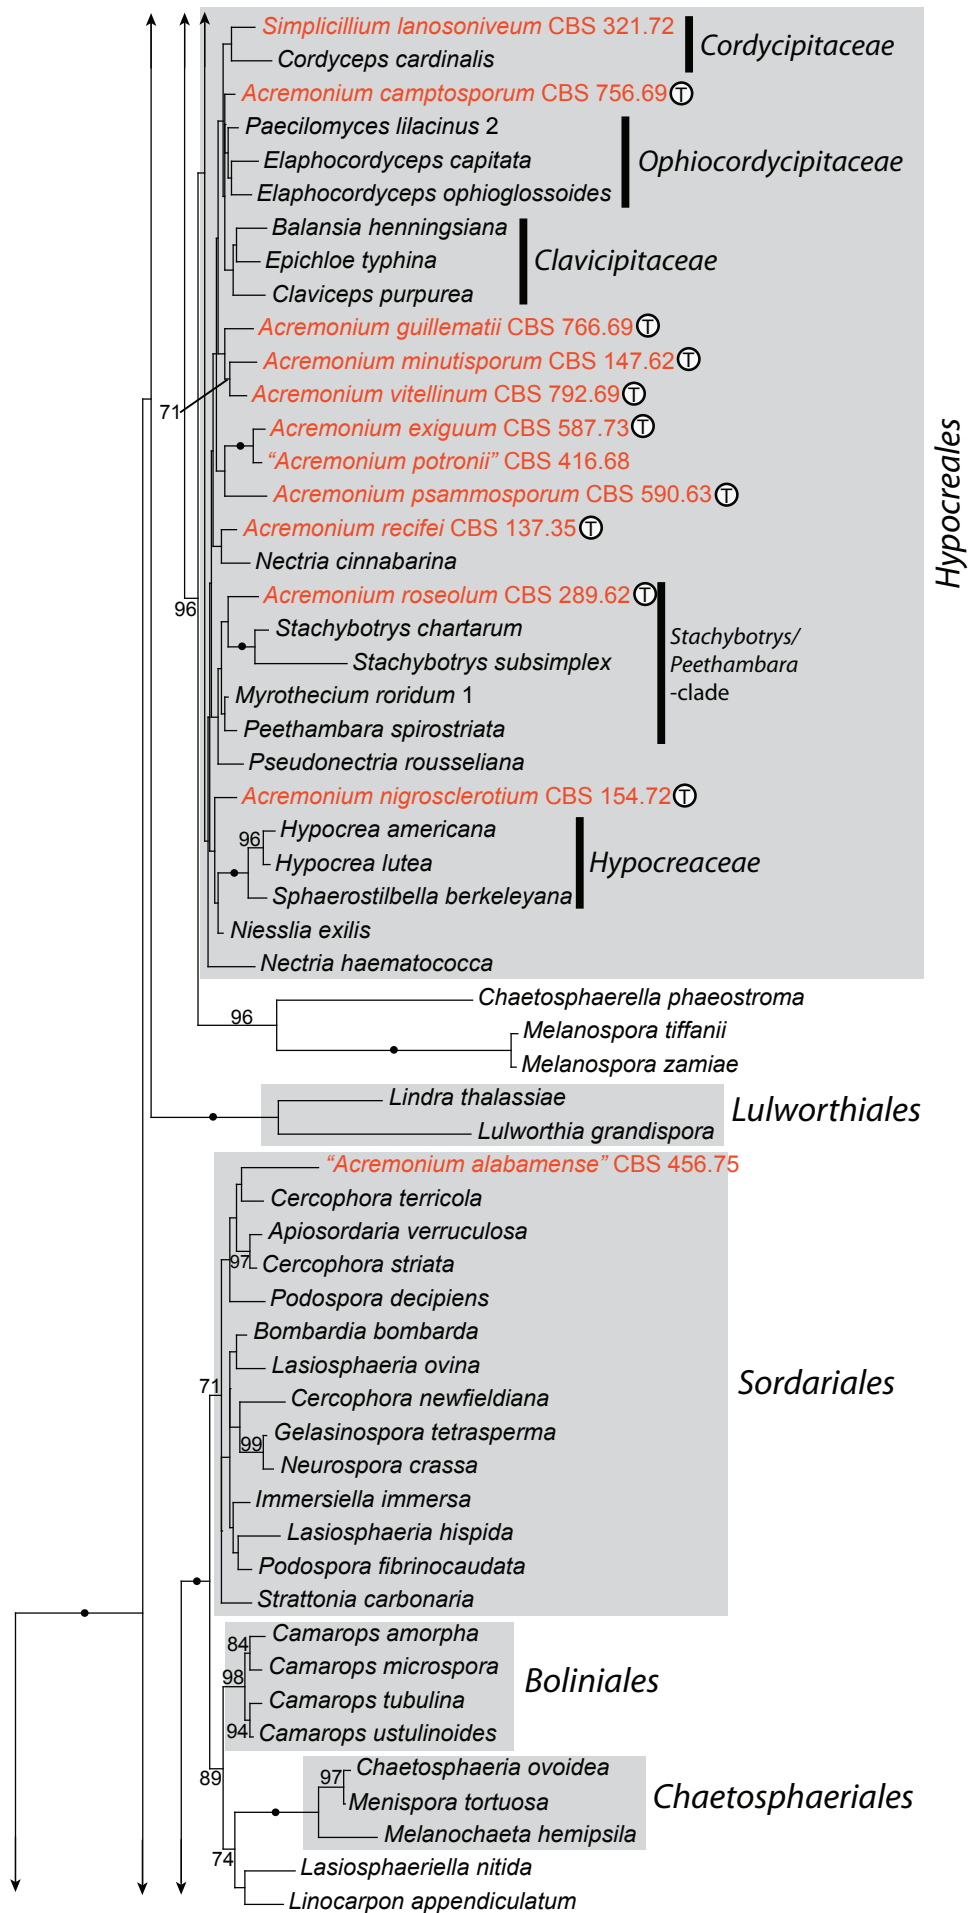 Simplicillium lanosoniveum CBS 321.72
Cordyceps cardinalis
Cordycipitaceae
Acremonium camptosporum CBS 756.69 T
Paecilomyces lilacinus 2
Elaphocordyceps capitata
Elaphocordyceps ophioglossoides
Ophiocordycipitaceae
Balansia henningsiana
Epichloe typhina
Claviceps purpurea
Clavicipitaceae
Acremonium guillematii CBS 766.69 T
Acremonium minutisporum CBS 147.62 T
Acremonium vitellinum CBS 792.69 T
71
Acremonium exiguum CBS 587.73 T
“Acremonium potronii” CBS 416.68
Acremonium psammosporum CBS 590.63 T
Acremonium recifei CBS 137.35 T
Nectria cinnabarina
Hypocreales
Acremonium roseolum CBS 289.62 T
96
Stachybotrys chartarum
Stachybotrys subsimplex
Myrothecium roridum 1
Peethambara spirostriata
Stachybotrys/
Peethambara
-clade
Pseudonectria rousseliana
Acremonium nigrosclerotium CBS 154.72 T
Hypocrea americana
96
Hypocrea lutea
Sphaerostilbella berkeleyana
Hypocreaceae
Niesslia exilis
Nectria haematococca
Chaetosphaerella phaeostroma
96
Melanospora tiffanii
Melanospora zamiae
Lindra thalassiae
Lulworthia grandispora
Lulworthiales
“Acremonium alabamense” CBS 456.75
Cercophora terricola
Apiosordaria verruculosa
97
Cercophora striata
Podospora decipiens
Bombardia bombarda
Lasiosphaeria ovina
71
Sordariales
Cercophora newfieldiana
Gelasinospora tetrasperma
99
Neurospora crassa
Immersiella immersa
Lasiosphaeria hispida
Podospora fibrinocaudata
Strattonia carbonaria
Camarops amorpha
84
Camarops microspora
98
Camarops tubulina
94
Camarops ustulinoides
Boliniales
89
Chaetosphaeria ovoidea
97
Menispora tortuosa
Melanochaeta hemipsila
Chaetosphaeriales
74
Lasiosphaeriella nitida
Linocarpon appendiculatum